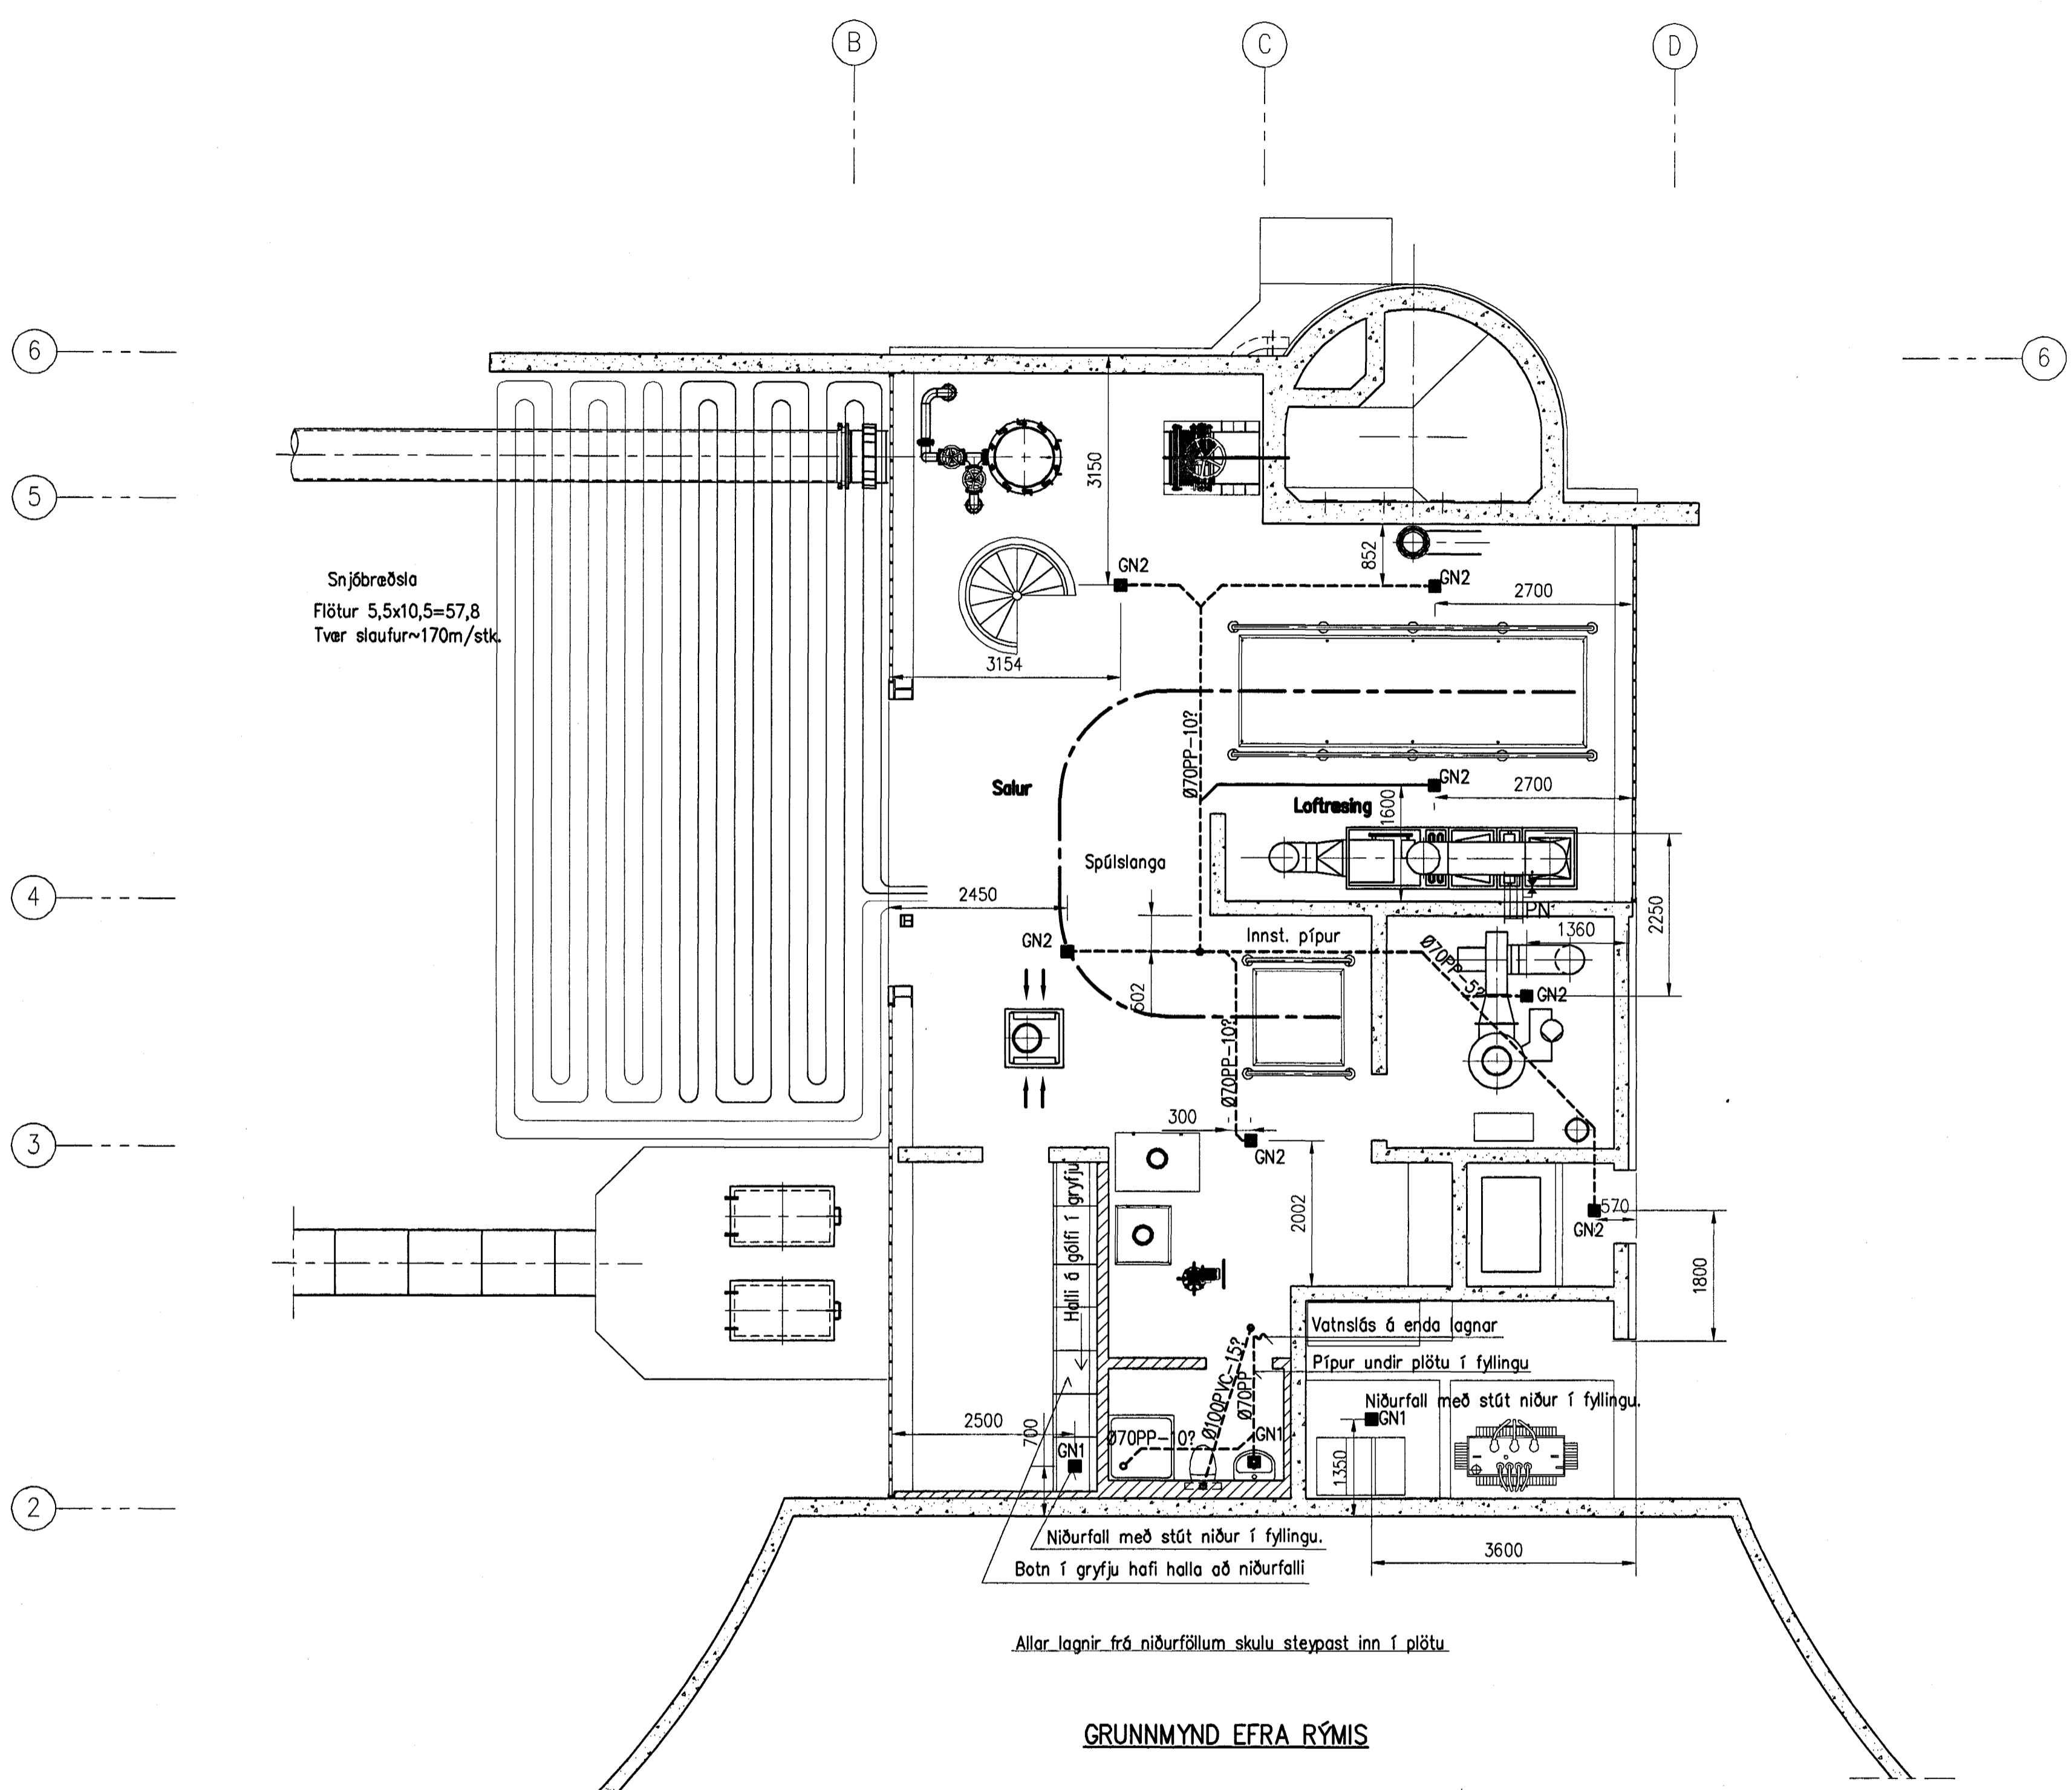 B
C
D
6
6
5
3150
852
GN2
GN2
2700
Snjóbræðsla
Flötur 5,5x10,5=57,8
Tvær slaufur~170m/stk.
3154
Ø70PP-10?
GN2
2700
Salur
Loftræsing
1600
Spúlslanga
4
2450
PN
2250
1360
GN2
Innst. pípur
Ø70PP-5?
GN2
602
Ø70PP-10?
3
300
GN2
Halli á gólfi í gryfju
2002
570
GN2
1800
Vatnslás á enda lagnar
Pípur undir plötu í fyllingu
Ø100PVC-15?
Ø70PP
Niðurfall með stút niður í fyllingu.
GN1
2500
700
GN1
Ø70PP-10?
GN1
1350
2
Niðurfall með stút niður í fyllingu.
3600
Botn í gryfju hafi halla að niðurfalli
Allar lagnir frá niðurföllum skulu steypast inn í plötu
GRUNNMYND EFRA RÝMIS